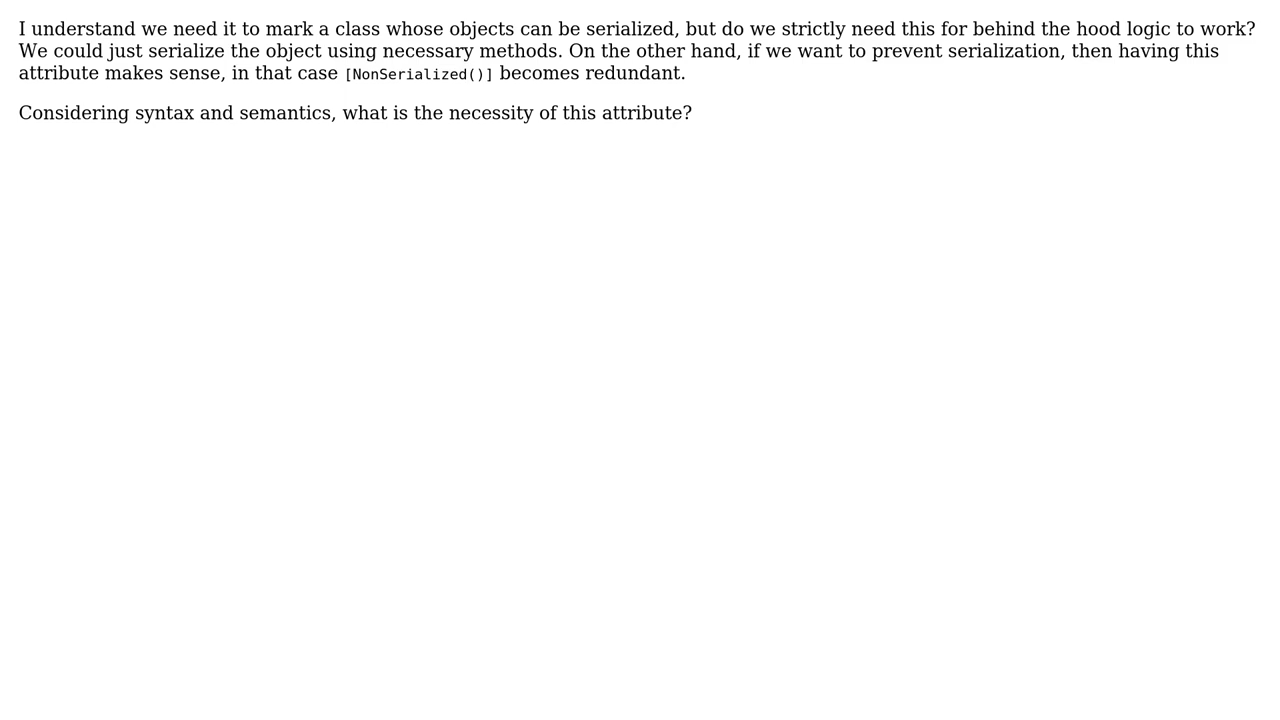 I understand we need it to mark a class whose objects can be serialized, but do we strictly need this for behind the hood logic to work?
We could just serialize the object using necessary methods. On the other hand, if we want to prevent serialization, then having this
attribute makes sense, in that case [NonSerialized()] becomes redundant.
Considering syntax and semantics, what is the necessity of this attribute?